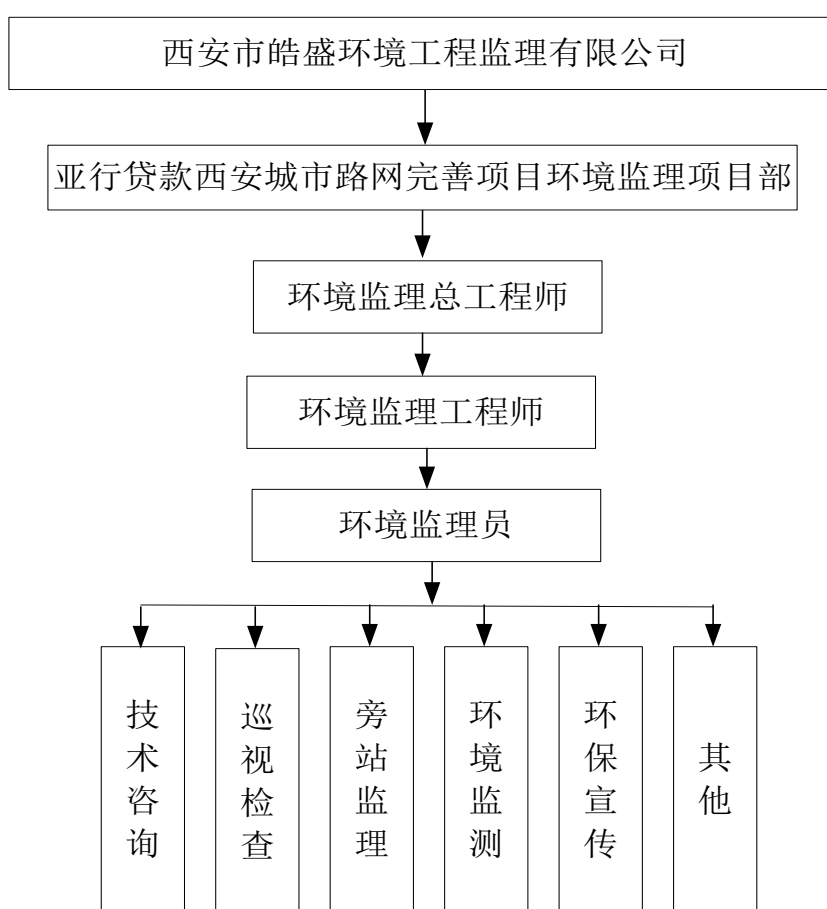 西安市皓盛环境工程监理有限公司
亚行贷款西安城市路网完善项目环境监理项目部
环境监理总工程师
环境监理工程师
环境监理员
技术咨询
巡视检查
旁站监理
环境监测
环保宣传
其他